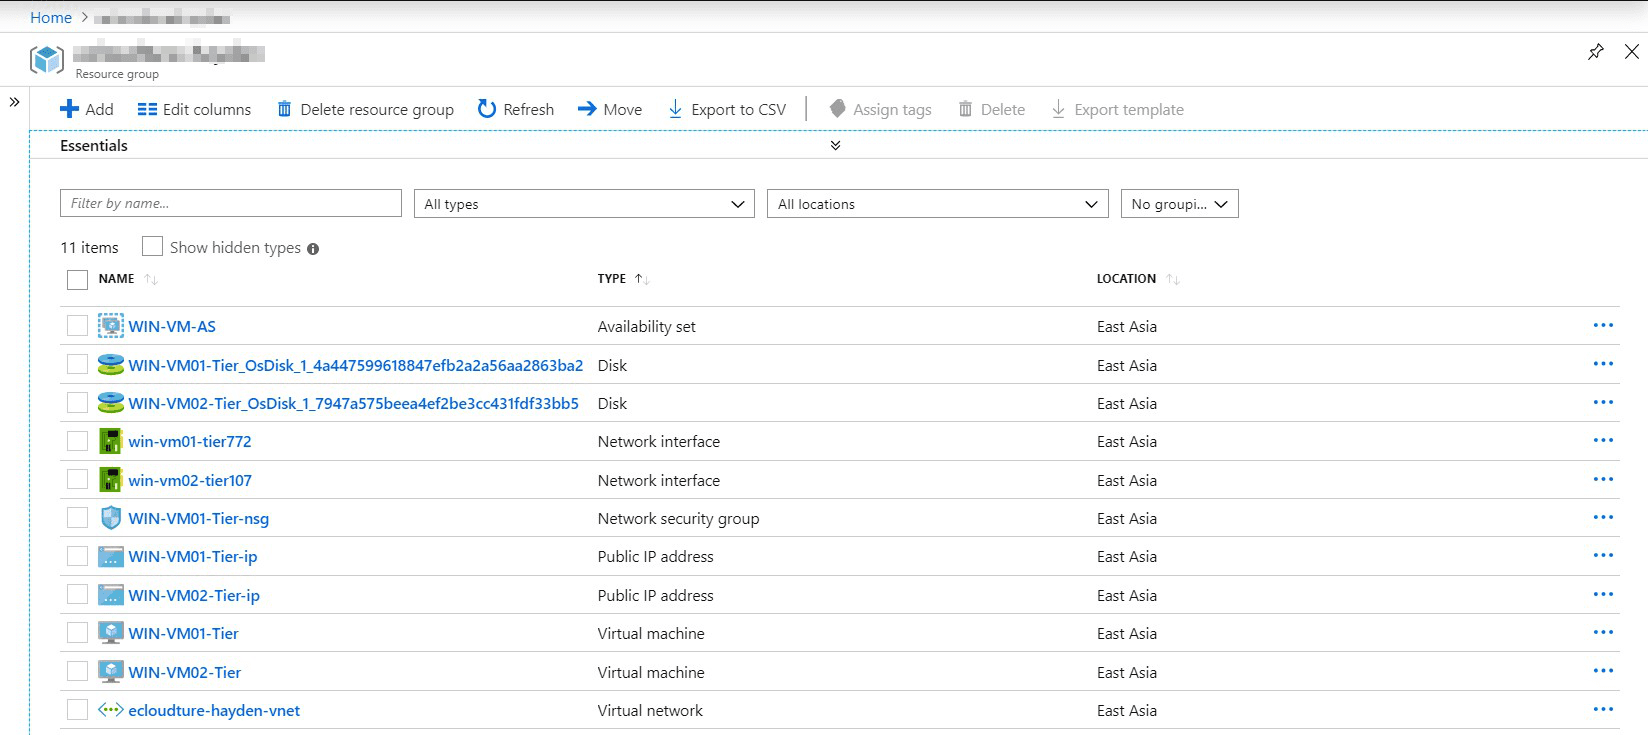 Home >
Resource group
Add Edit columns Delete resource group Refresh Move Export to CSV Assign tags Delete Export template
Essentials
Filter by name... All types All locations No groupi...
11 items Show hidden types
NAME TYPE LOCATION
WIN-VM-AS Availability set East Asia
WIN-VM01-Tier_OsDisk_1_4a447599618847efb2a2a56aa2863ba2 Disk East Asia
WIN-VM02-Tier_OsDisk_1_7947a575beea4ef2be3cc431fdf33bb5 Disk East Asia
win-vm01-tier772 Network interface East Asia
win-vm02-tier107 Network interface East Asia
WIN-VM01-Tier-nsg Network security group East Asia
WIN-VM01-Tier-ip Public IP address East Asia
WIN-VM02-Tier-ip Public IP address East Asia
WIN-VM01-Tier Virtual machine East Asia
WIN-VM02-Tier Virtual machine East Asia
ecloudture-hayden-vnet Virtual network East Asia